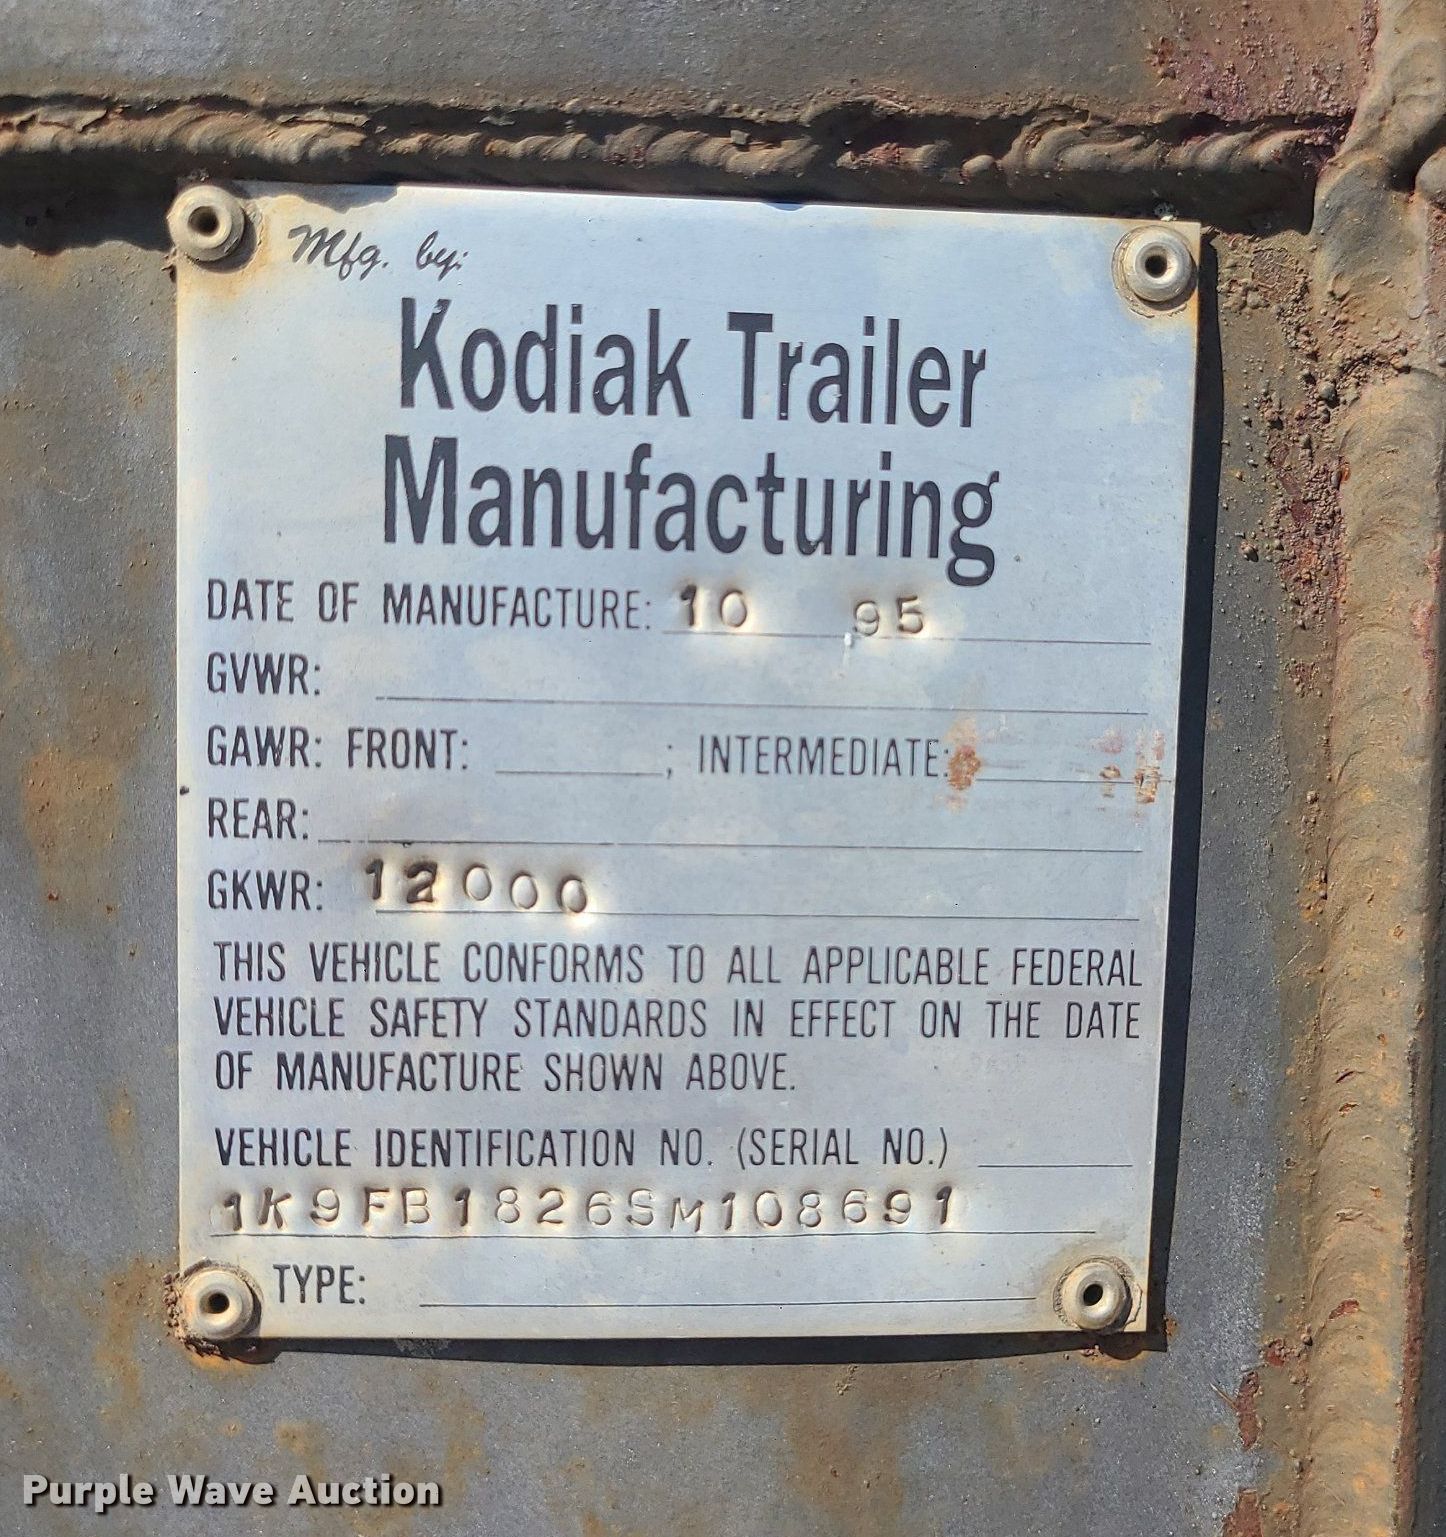 Mfg. by:
Kodiak Trailer
Manufacturing
DATE OF MANUFACTURE: 10 95
GVWR:
GAWR: FRONT: ; INTERMEDIATE:
REAR:
GKWR: 12000
THIS VEHICLE CONFORMS TO ALL APPLICABLE FEDERAL
VEHICLE SAFETY STANDARDS IN EFFECT ON THE DATE
OF MANUFACTURE SHOWN ABOVE.
VEHICLE IDENTIFICATION NO. (SERIAL NO.)
1K9FB1826SM108691
TYPE:
Purple Wave Auction